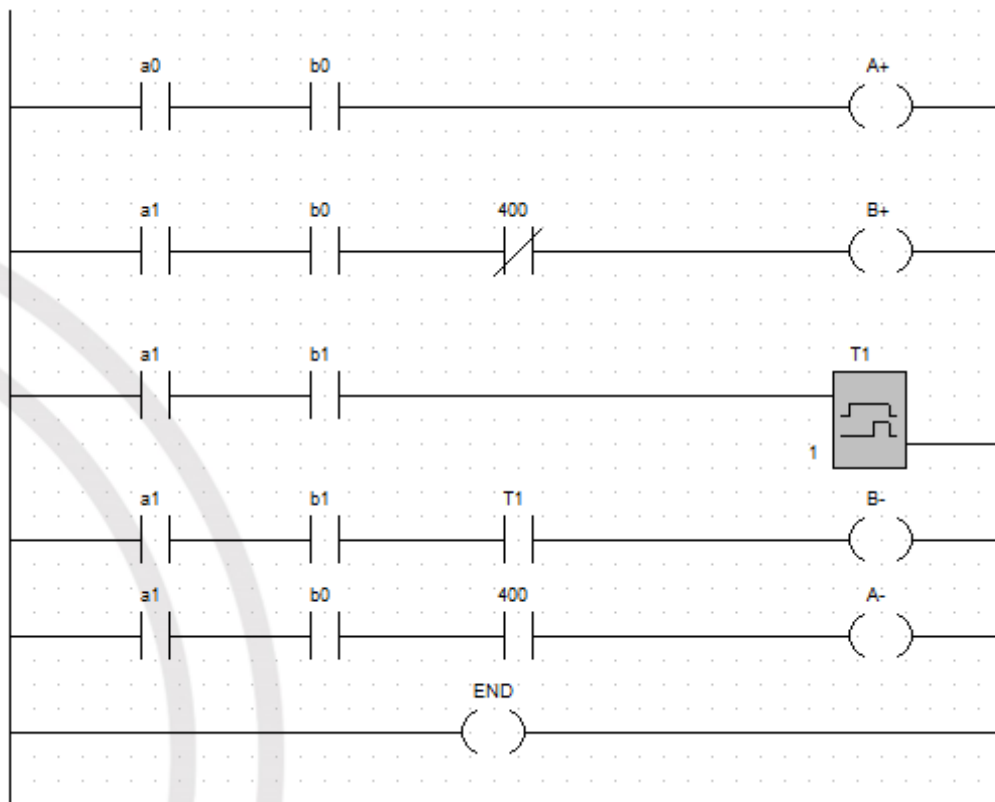 a0 b0 A+
a1 b0 400 B+
a1 b1 T1
1
a1 b1 T1 B-
a1 b0 400 A-
END